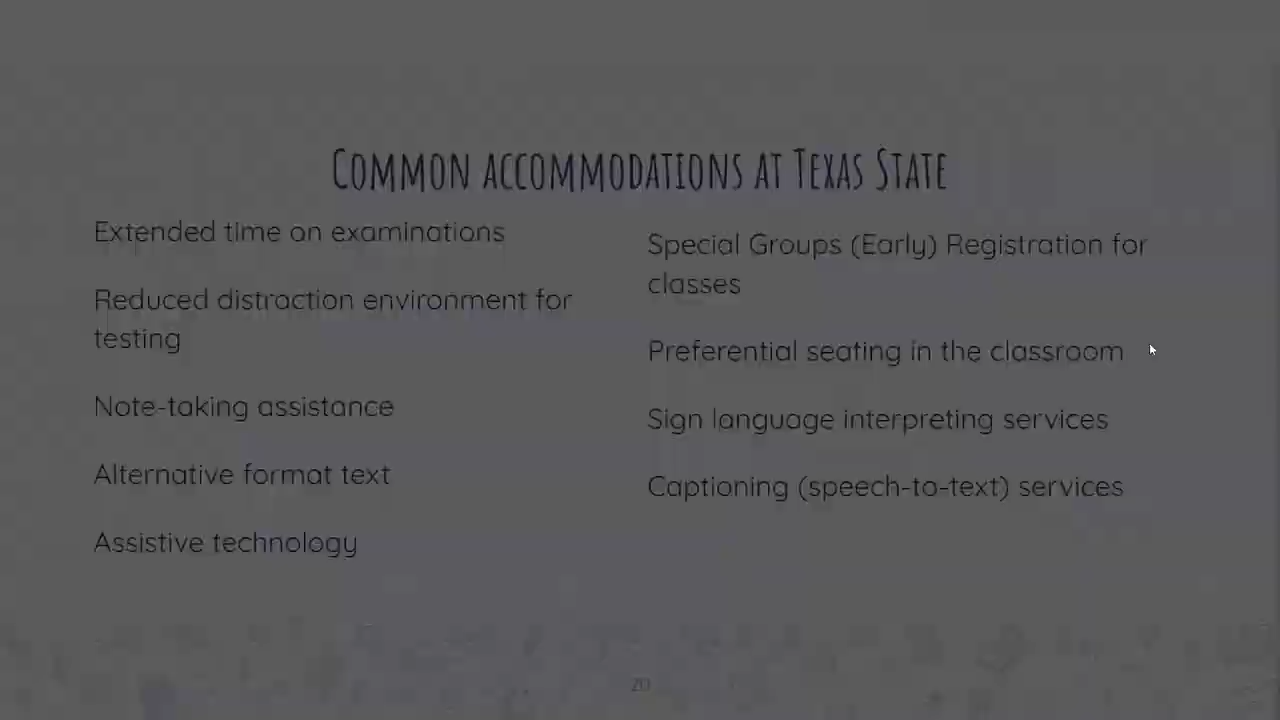 Common accommodations at Texas State
Extended time on examinations
Reduced distraction environment for
testing
Note-taking assistance
Alternative format text
Assistive technology
Special Groups (Early) Registration for
classes
Preferential seating in the classroom
Sign language interpreting services
Captioning (speech-to-text) services
20